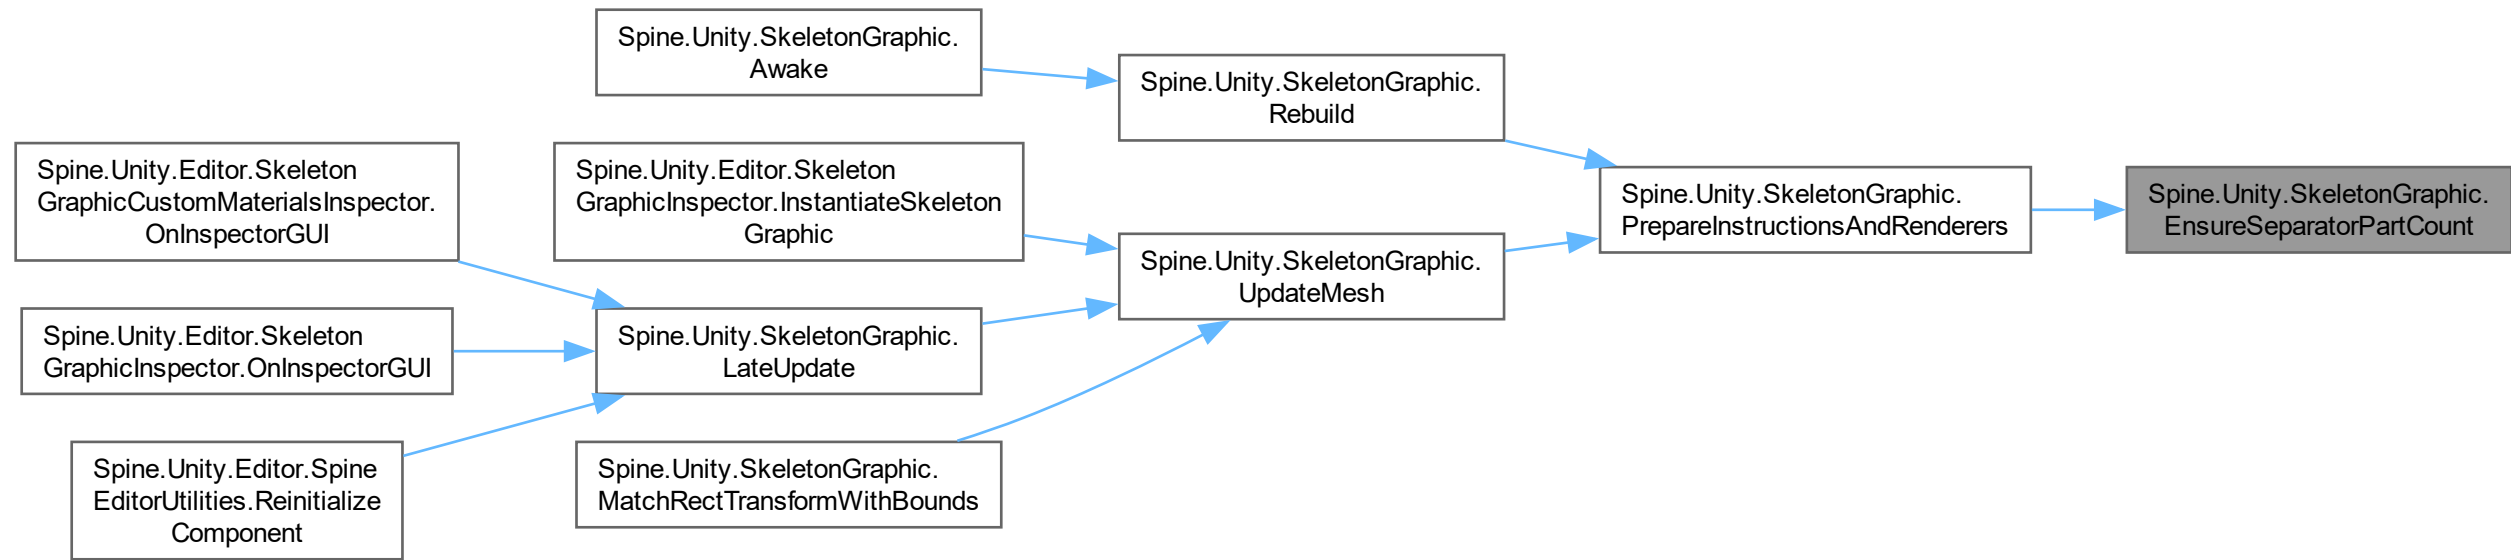 Spine.Unity.SkeletonGraphic.
Awake
Spine.Unity.SkeletonGraphic.
Rebuild
Spine.Unity.Editor.Skeleton
GraphicCustomMaterialsInspector.
OnInspectorGUI
Spine.Unity.Editor.Skeleton
GraphicInspector.InstantiateSkeleton
Graphic
Spine.Unity.SkeletonGraphic.
PrepareInstructionsAndRenderers
Spine.Unity.SkeletonGraphic.
EnsureSeparatorPartCount
Spine.Unity.SkeletonGraphic.
UpdateMesh
Spine.Unity.Editor.Skeleton
GraphicInspector.OnInspectorGUI
Spine.Unity.SkeletonGraphic.
LateUpdate
Spine.Unity.Editor.Spine
EditorUtilities.Reinitialize
Component
Spine.Unity.SkeletonGraphic.
MatchRectTransformWithBounds